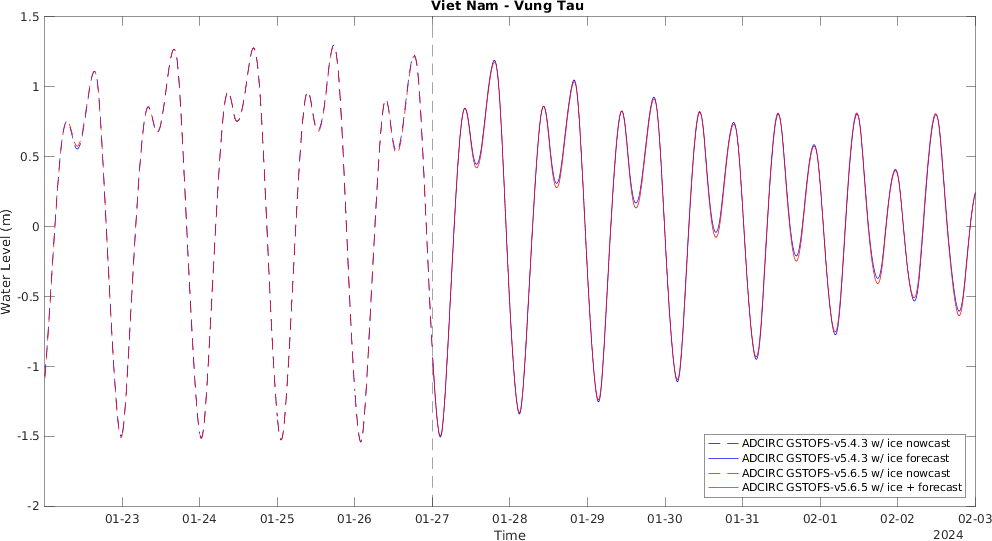 Viet Nam - Vung Tau
1.5
1
0.5
0
-0.5
-1
-1.5
-2
Water Level (m)
01-23 01-24 01-25 01-26 01-27 01-28 01-29 01-30 01-31 02-01 02-02 02-03
Time
2024
ADCIRC GSTOFS-v5.4.3 w/ ice nowcast
ADCIRC GSTOFS-v5.4.3 w/ ice forecast
ADCIRC GSTOFS-v5.6.5 w/ ice nowcast
ADCIRC GSTOFS-v5.6.5 w/ ice + forecast